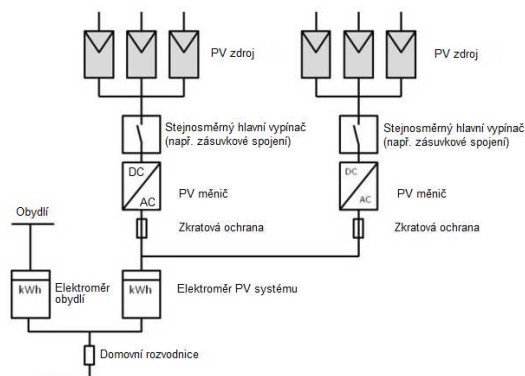 PV zdroj
PV zdroj
Stejnosměrný hlavní vypínač
(např. zásuvkové spojení)
Stejnosměrný hlavní vypínač
(např. zásuvkové spojení)
DC
AC
PV měnič
DC
AC
PV měnič
Zkratová ochrana
Zkratová ochrana
Obydlí
kWh
Elektroměr
obydlí
kWh
Elektroměr PV systému
Domovní rozvodnice